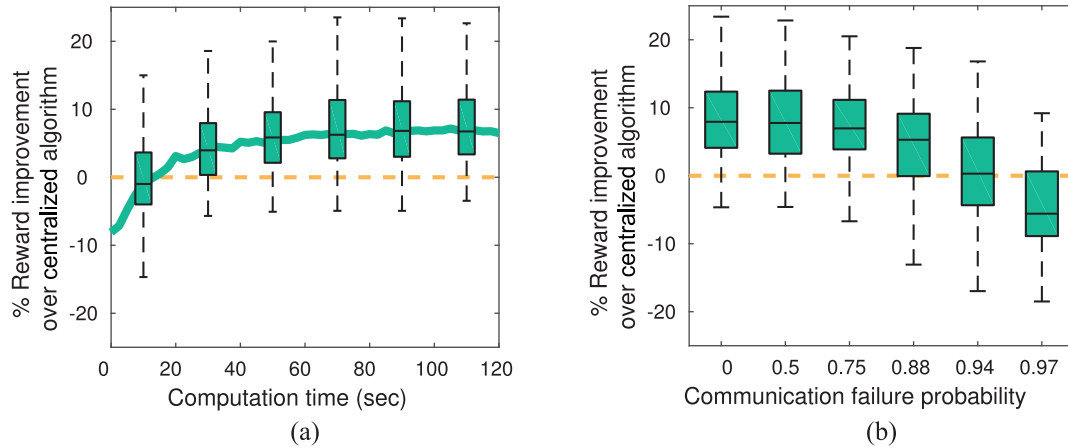 % Reward improvement
over centralized algorithm
20
10
0
-10
-20
0 20 40 60 80 100 120
Computation time (sec)
(a)
% Reward improvement
over centralized algorithm
20
10
0
-10
-20
0 0.5 0.75 0.88 0.94 0.97
Communication failure probability
(b)